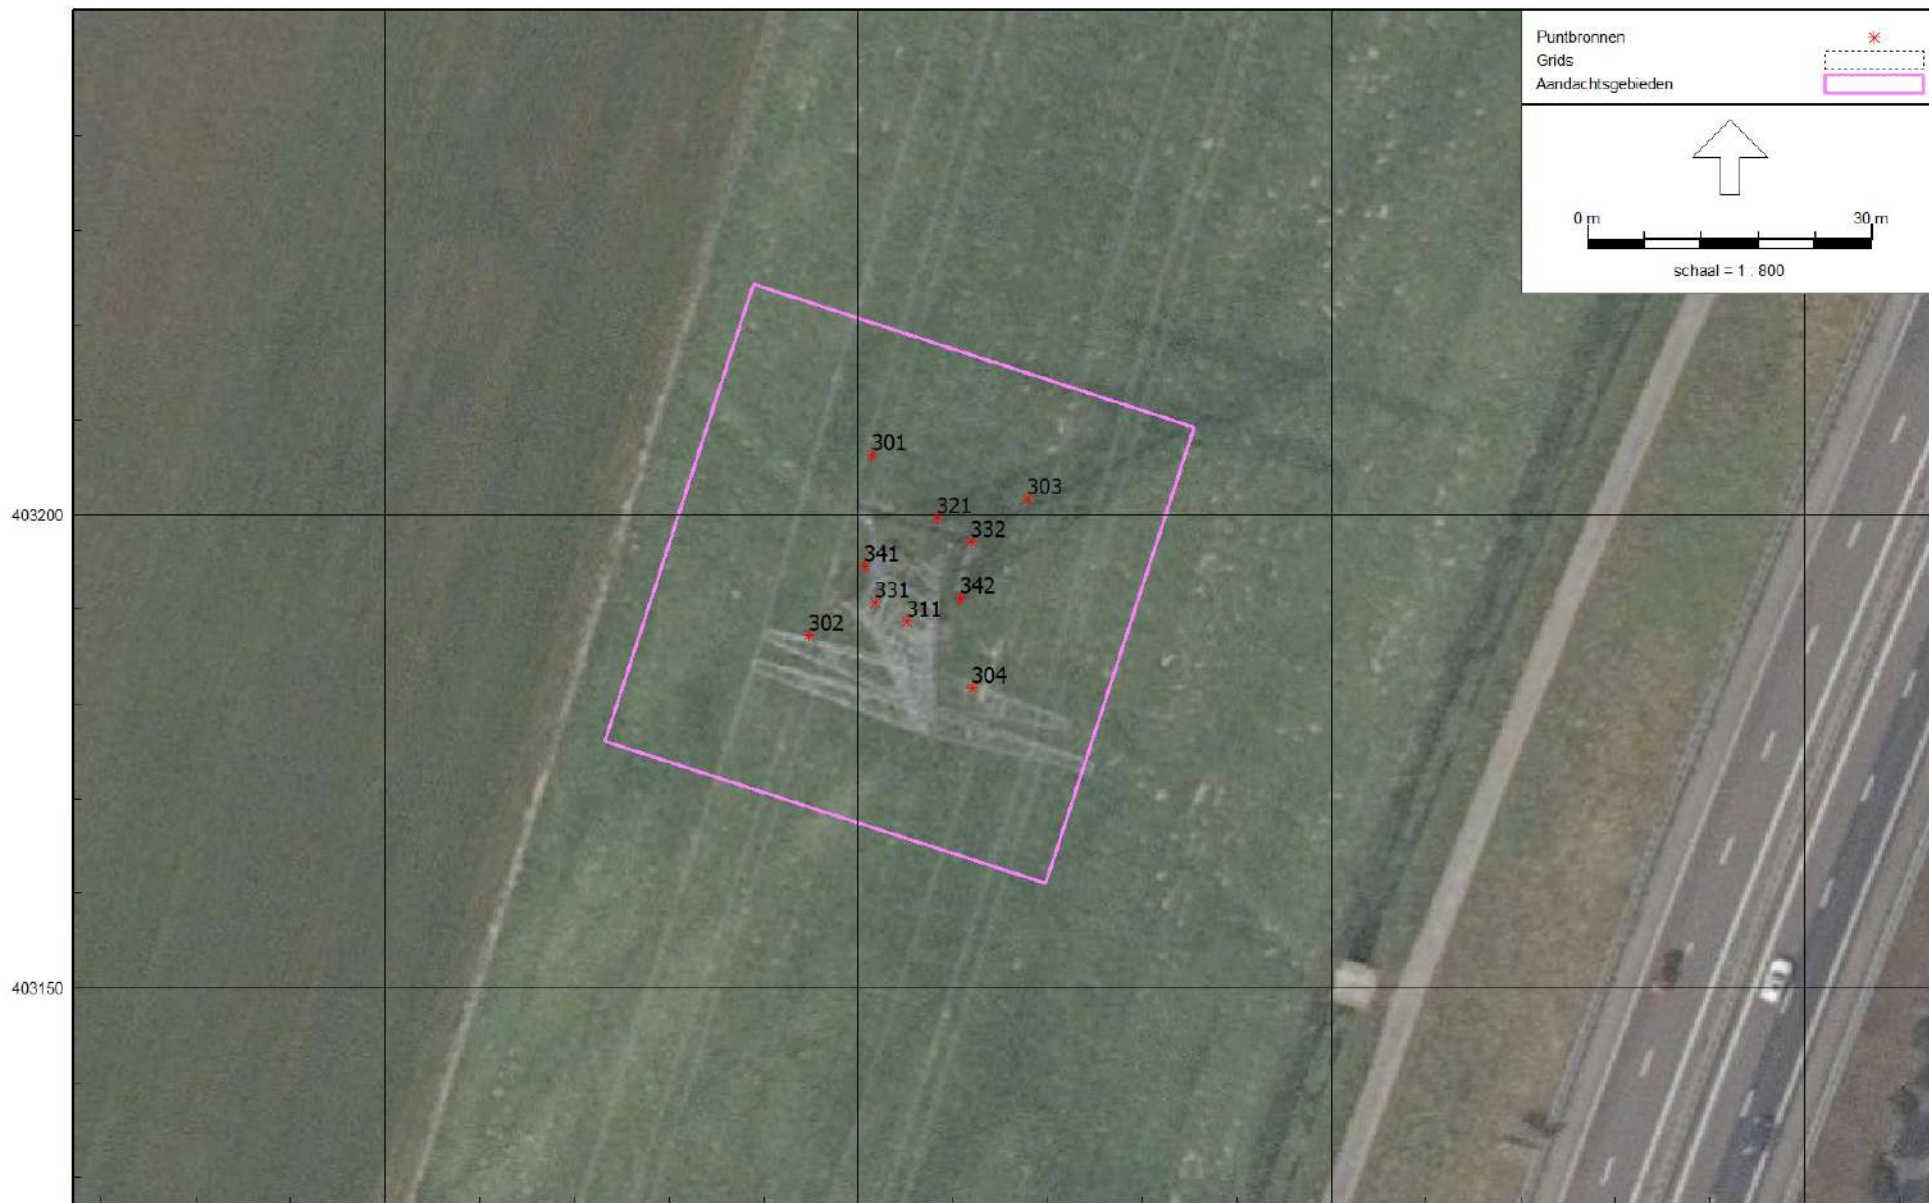 Puntbronnen
Grids
Aandachtsgebieden
0 m 30 m
schaal = 1 : 800
301
303
403200
321
332
341
342
331
311
302
304
403150